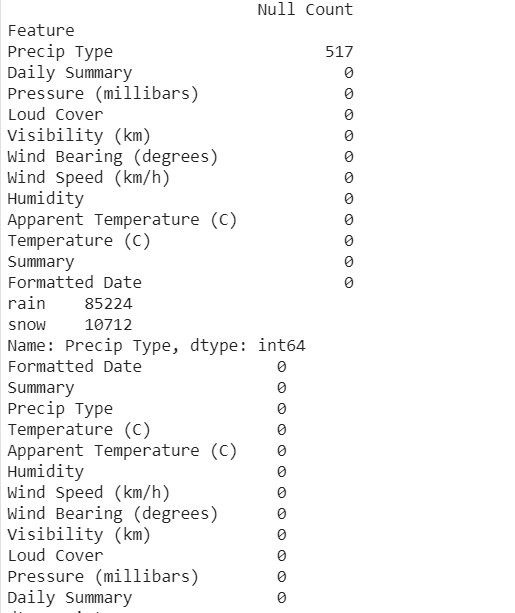 Null Count
Feature
Precip Type 517
Daily Summary 0
Pressure (millibars) 0
Loud Cover 0
Visibility (km) 0
Wind Bearing (degrees) 0
Wind Speed (km/h) 0
Humidity 0
Apparent Temperature (C) 0
Temperature (C) 0
Summary 0
Formatted Date 0
rain 85224
snow 10712
Name: Precip Type, dtype: int64
Formatted Date 0
Summary 0
Precip Type 0
Temperature (C) 0
Apparent Temperature (C) 0
Humidity 0
Wind Speed (km/h) 0
Wind Bearing (degrees) 0
Visibility (km) 0
Loud Cover 0
Pressure (millibars) 0
Daily Summary 0